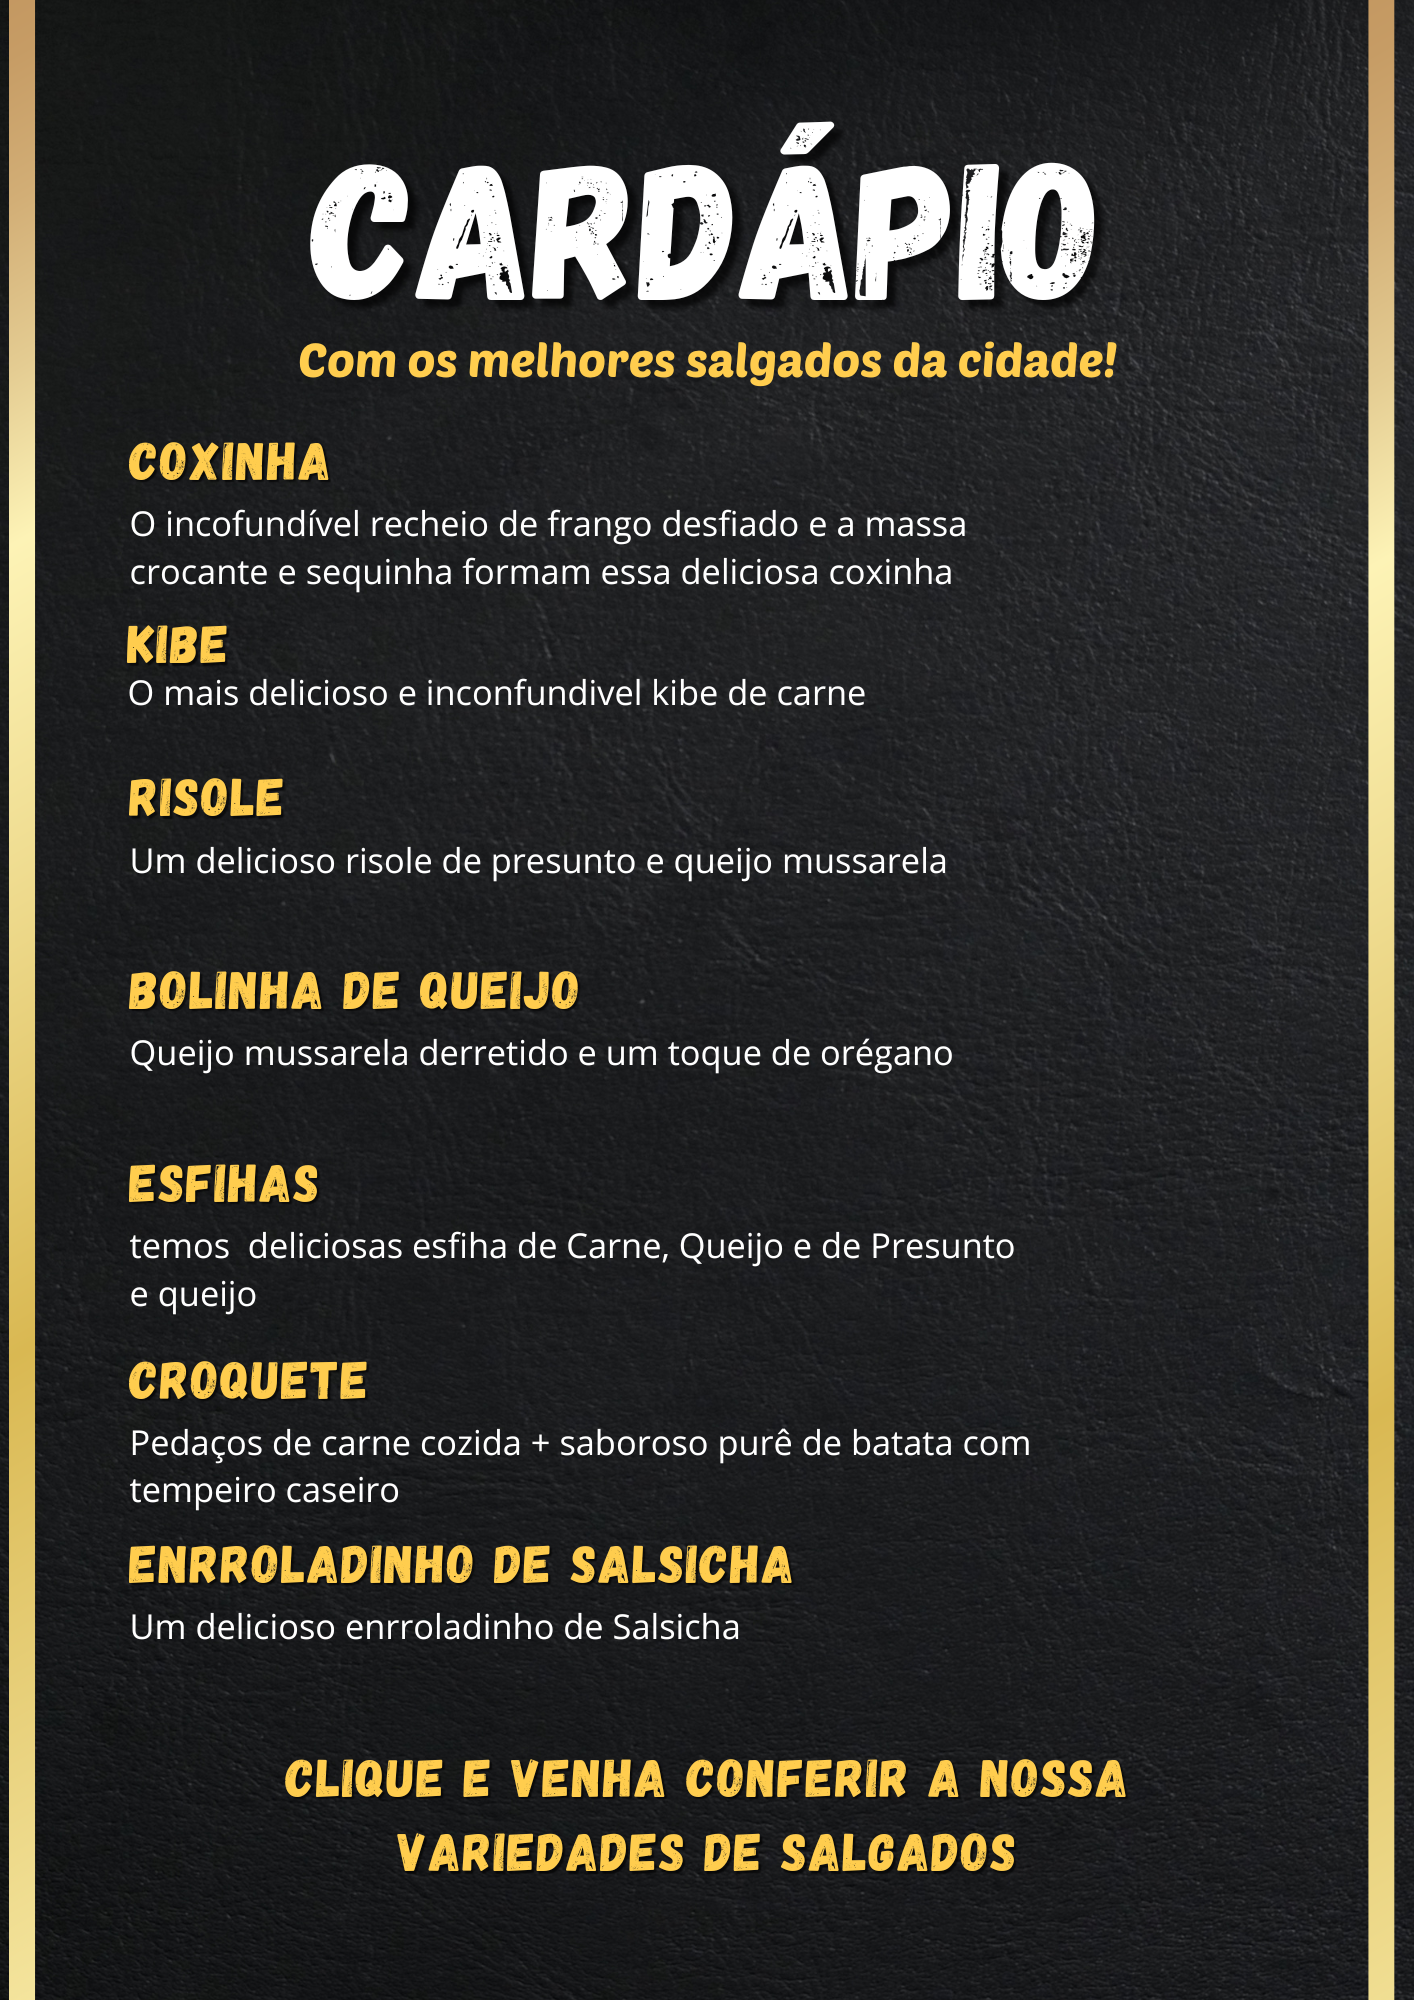 CARDÁPIO
Com os melhores salgados da cidade!
COXINHA
O incofundível recheio de frango desfiado e a massa
crocante e sequinha formam essa deliciosa coxinha
KIBE
O mais delicioso e inconfundivel kibe de carne
RISOLE
Um delicioso risole de presunto e queijo mussarela
BOLINHA DE QUEIJO
Queijo mussarela derretido e um toque de orégano
ESFIHAS
temos  deliciosas esfiha de Carne, Queijo e de Presunto
e queijo
CROQUETE
Pedaços de carne cozida + saboroso purê de batata com
tempeiro caseiro
ENRROLADINHO DE SALSICHA
Um delicioso enrroladinho de Salsicha
CLIQUE E VENHA CONFERIR A NOSSA
VARIEDADES DE SALGADOS